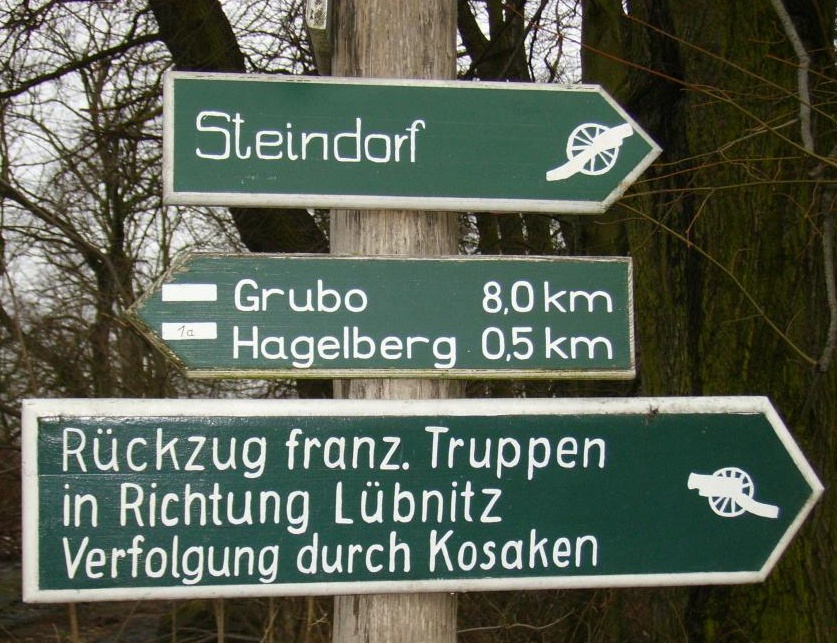 Steindorf
Grubo 8,0 km
1a
Hagelberg 0,5 km
Rückzug franz. Truppen
in Richtung Lübnitz
Verfolgung durch Kosaken